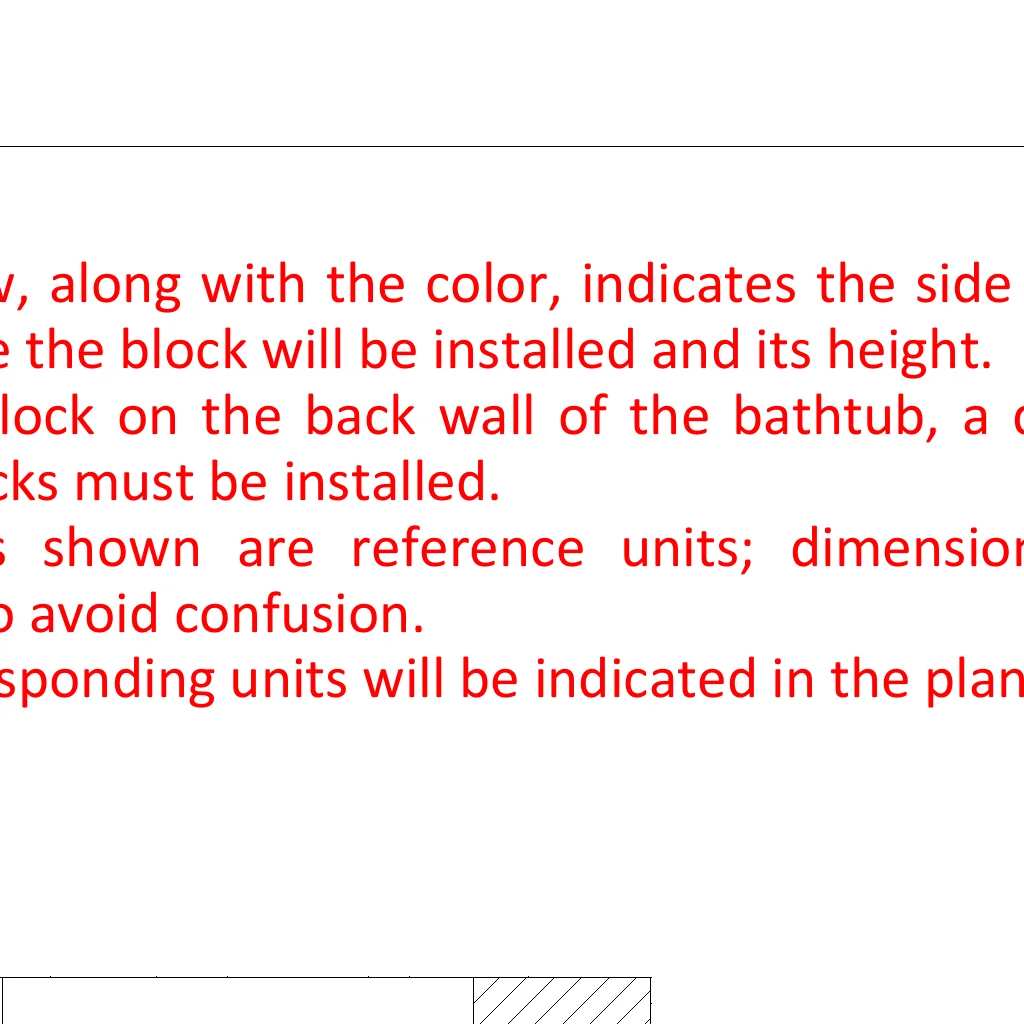 , along with the color, indicates the side
the block will be installed and its height.
lock on the back wall of the bathtub, a
cks must be installed.
shown are reference units; dimension
avoid confusion.
sponding units will be indicated in the plan